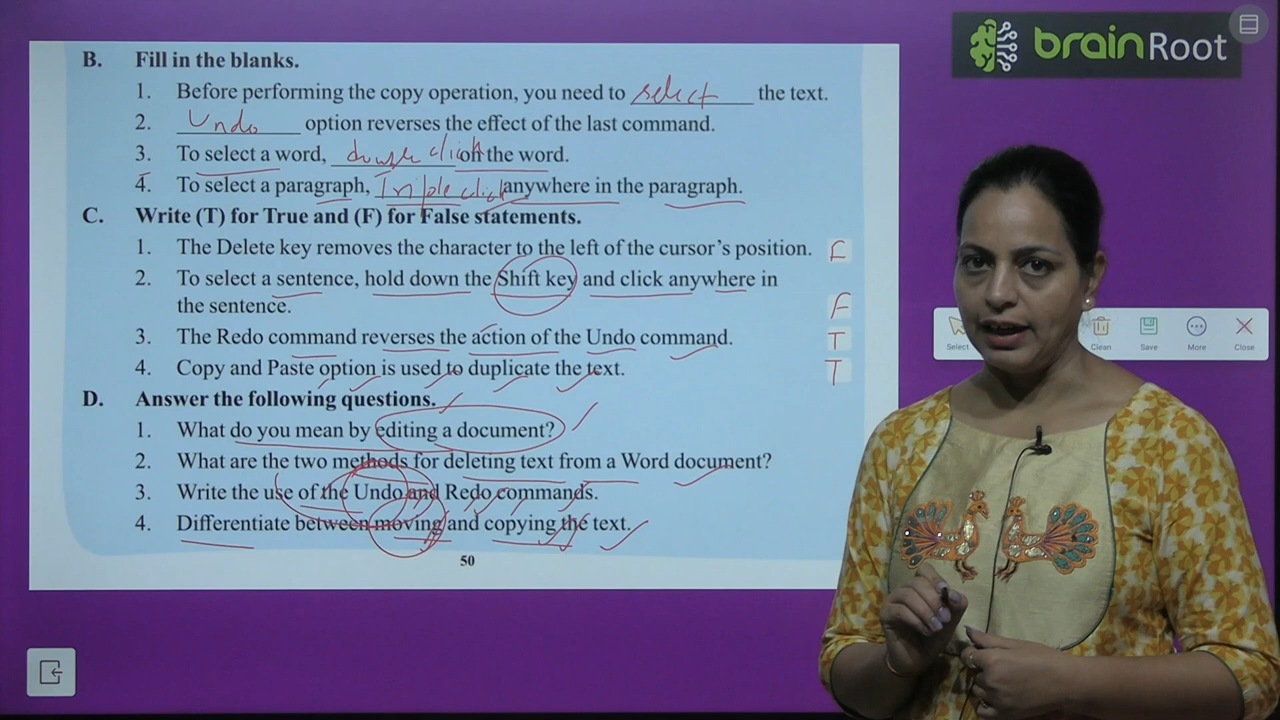 brainRoot
B. Fill in the blanks.
1. Before performing the copy operation, you need to select the text.
2. Undo option reverses the effect of the last command.
3. To select a word, double click on the word.
4. To select a paragraph, Triple click anywhere in the paragraph.
C. Write (T) for True and (F) for False statements.
1. The Delete key removes the character to the left of the cursor's position. F
2. To select a sentence, hold down the Shift key and click anywhere in
the sentence. F
3. The Redo command reverses the action of the Undo command. T
4. Copy and Paste option is used to duplicate the text. T
D. Answer the following questions.
1. What do you mean by editing a document?
2. What are the two methods for deleting text from a Word document?
3. Write the use of the Undo and Redo commands.
4. Differentiate between moving and copying the text.
50
Select Clean Save More Close